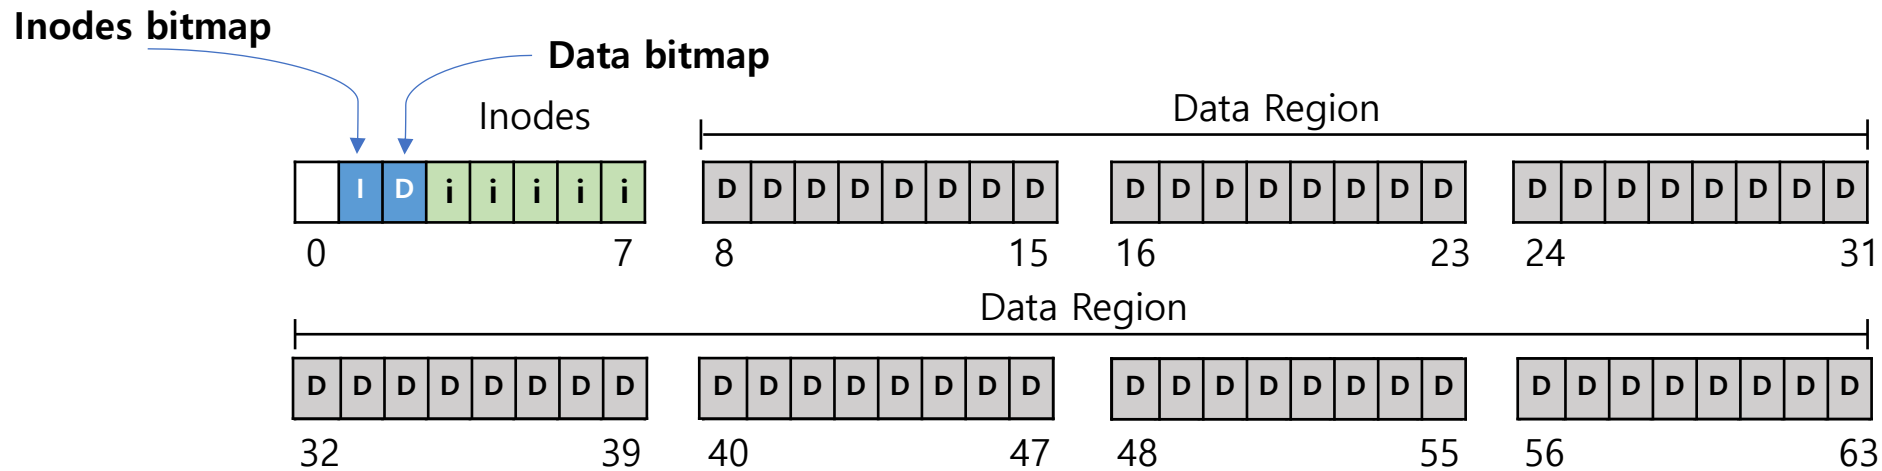 Inodes bitmap
Data bitmap
Inodes
Data Region
I D i i i i i D D D D D D D D D D D D D D D D D D D D D D D D
0 7 8 15 16 23 24 31
Data Region
D D D D D D D D D D D D D D D D D D D D D D D D D D D D D D D D
32 39 40 47 48 55 56 63